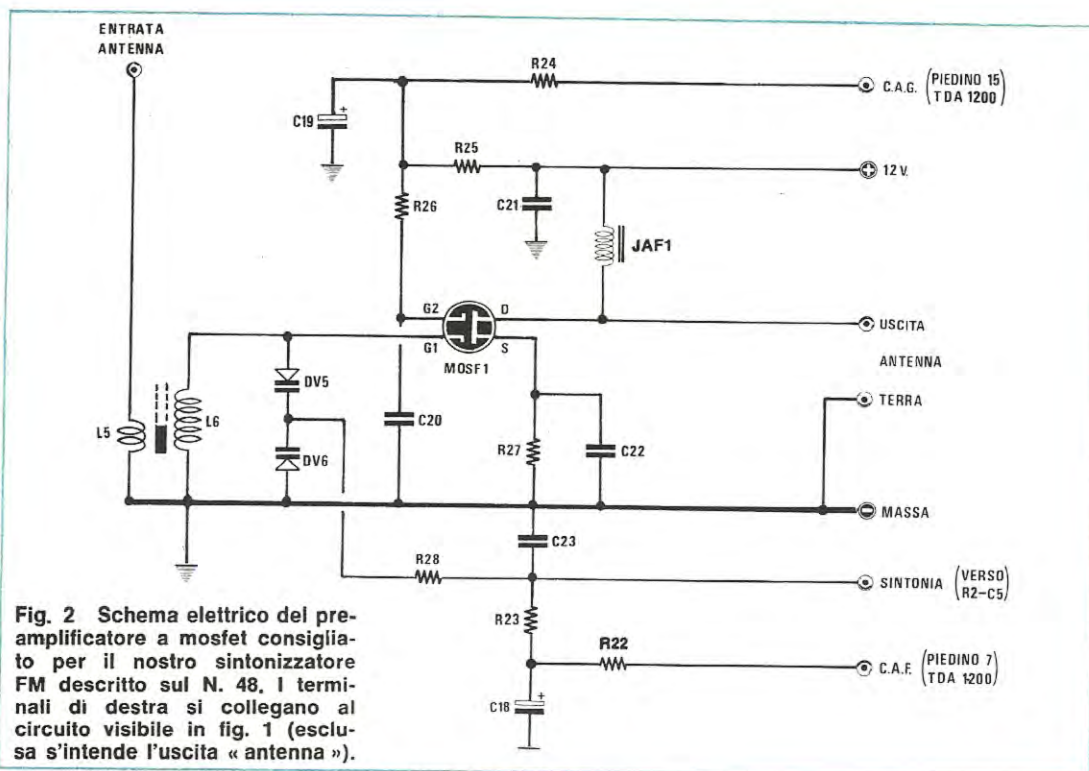 ENTRATA
ANTENNA
R24
C.A.G. (PIEDINO 15)
TDA 1200
C19
+
R25
12 V.
R26
C21
JAF1
G2
D
USCITA
G1
S
MOSF1
ANTENNA
DV5
TERRA
L5
L6
C20
R27
C22
DV6
MASSA
C23
R28
SINTONIA (VERSO)
R2-C5
R23
R22
C.A.F. (PIEDINO 7)
TDA 1200
C18
+
Fig. 2 Schema elettrico del pre-
amplificatore a mosfet consiglia-
to per il nostro sintonizzatore
FM descritto sul N. 48. I termi-
nali di destra si collegano al
circuito visibile in fig. 1 (esclu-
sa s'intende l'uscita « antenna »).